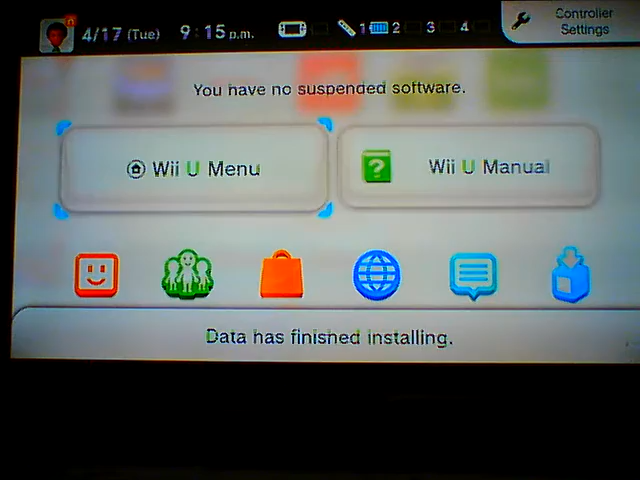 4/17 (Tue) 9:15 p.m. 1 2 3 4
Controller
Settings
You have no suspended software.
Wii U Menu
Wii U Manual
Data has finished installing.